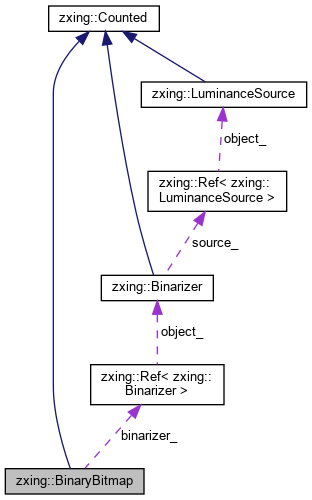 zxing::Counted
zxing::LuminanceSource
object_
zxing::Ref< zxing::
LuminanceSource >
source_
zxing::Binarizer
object_
zxing::Ref< zxing::
Binarizer >
binarizer_
zxing::BinaryBitmap